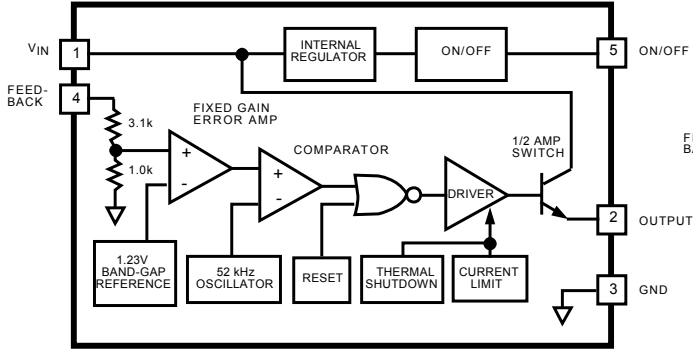 VIN
1
INTERNAL
REGULATOR
ON/OFF
5
ON/OFF
FEED-
BACK
4
3.1k
FIXED GAIN
ERROR AMP
1.0k
+
-
COMPARATOR
+
-
1/2 AMP
SWITCH
DRIVER
2
OUTPUT
1.23V
BAND-GAP
REFERENCE
52 kHz
OSCILLATOR
RESET
THERMAL
SHUTDOWN
CURRENT
LIMIT
3
GND